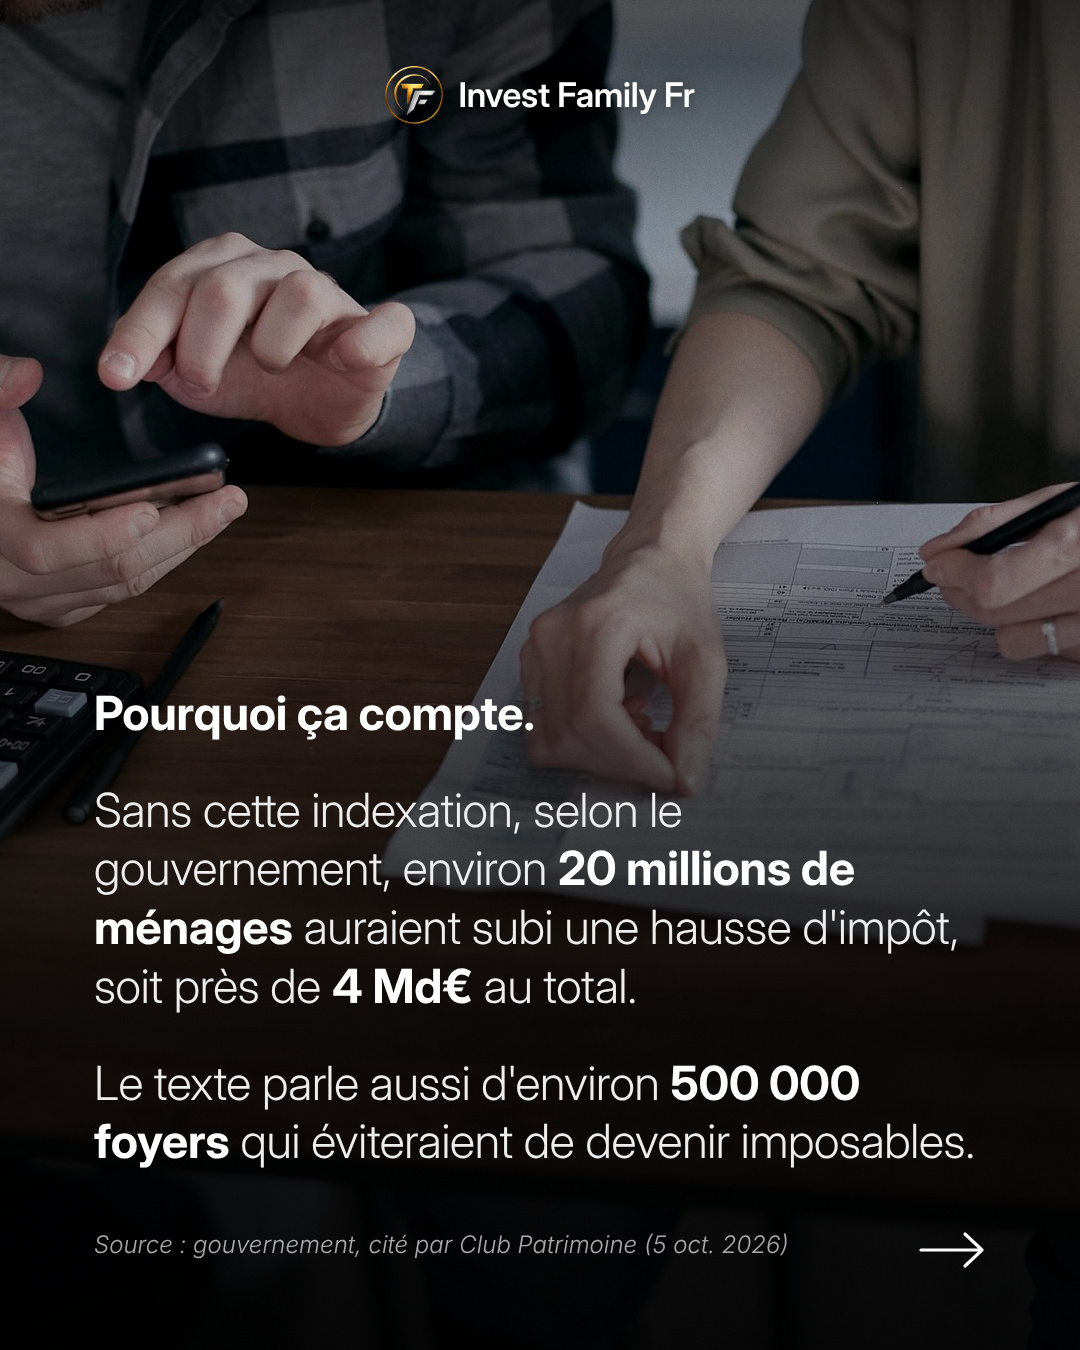 Invest Family Fr
Pourquoi ça compte.
Sans cette indexation, selon le
gouvernement, environ 20 millions de
ménages auraient subi une hausse d'impôt,
soit près de 4 Md€ au total.
Le texte parle aussi d'environ 500 000
foyers qui éviteraient de devenir imposables.
Source : gouvernement, cité par Club Patrimoine (5 oct. 2026)